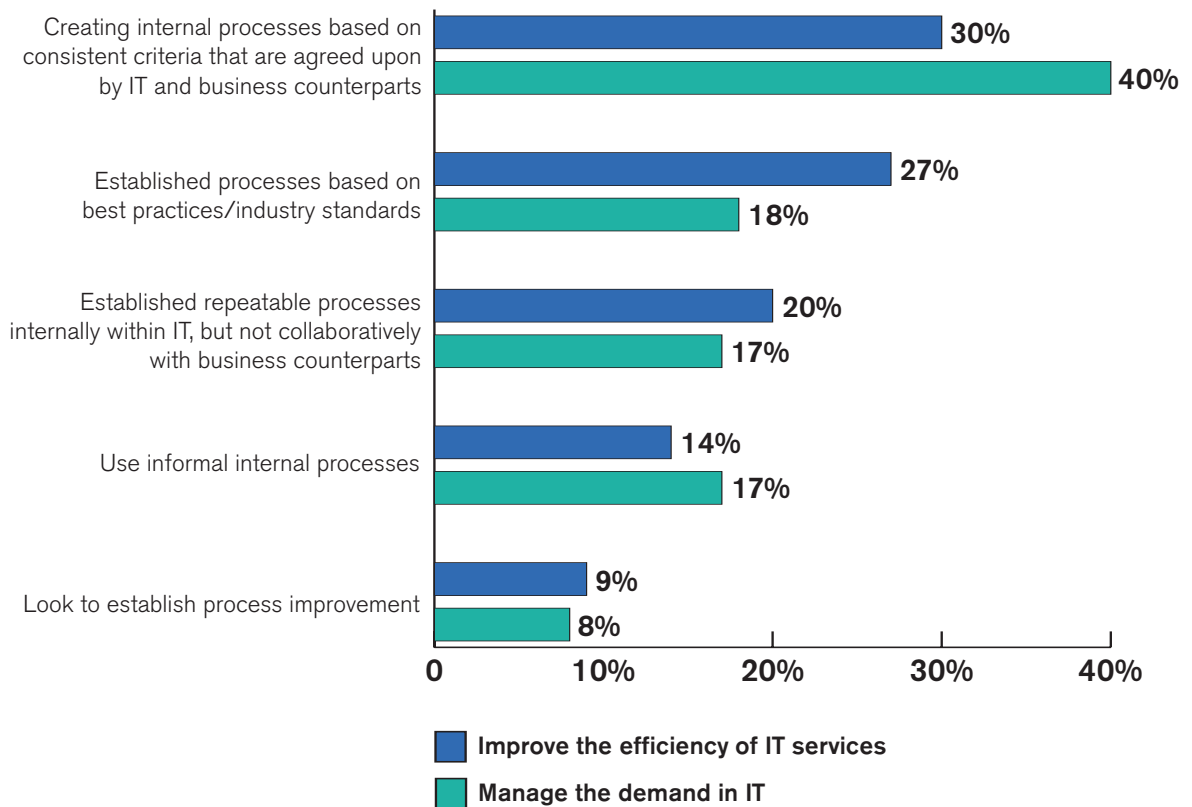 Creating internal processes based on
consistent criteria that are agreed upon
by IT and business counterparts
30%
40%
Established processes based on
best practices/industry standards
27%
18%
Established repeatable processes
internally within IT, but not collaboratively
with business counterparts
20%
17%
Use informal internal processes
14%
17%
Look to establish process improvement
9%
8%
0 10% 20% 30% 40%
Improve the efficiency of IT services
Manage the demand in IT